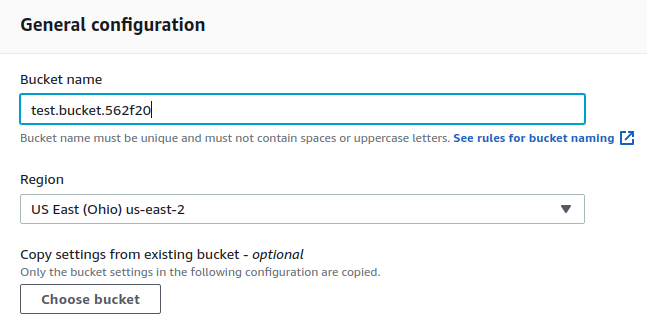 General configuration
Bucket name
test.bucket.562f20
Bucket name must be unique and must not contain spaces or uppercase letters. See rules for bucket naming
Region
US East (Ohio) us-east-2
Copy settings from existing bucket - optional
Only the bucket settings in the following configuration are copied.
Choose bucket